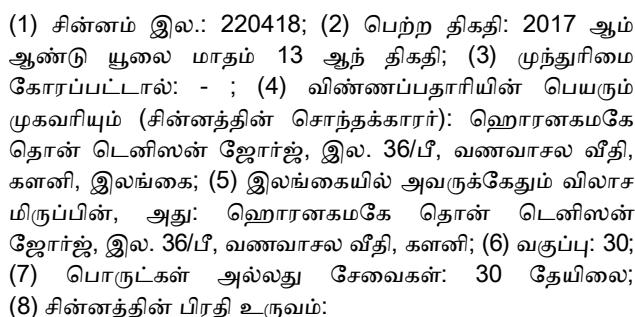 (1) சின்னம் இல.: 220418; (2) பெற்ற திகதி: 2017 ஆம்
ஆண்டு யூலை மாதம் 13 ஆந் திகதி; (3) முந்துரிமை
கோரப்பட்டால்: - ; (4) விண்ணப்பதாரியின் பெயரும்
முகவரியும் (சின்னத்தின் சொந்தக்காரர்): ஹொரனகமகே
தொன் டெனிஸன் ஜோர்ஜ், இல. 36/பீ, வணவாசல வீதி,
களனி, இலங்கை; (5) இலங்கையில் அவருக்கேதும் விலாச
மிருப்பின், அது: ஹொரனகமகே தொன் டெனிஸன்
ஜோர்ஜ், இல. 36/பீ, வணவாசல வீதி, களனி; (6) வகுப்பு: 30;
(7) பொருட்கள் அல்லது சேவைகள்: 30 தேயிலை;
(8) சின்னத்தின் பிரதி உருவம்: